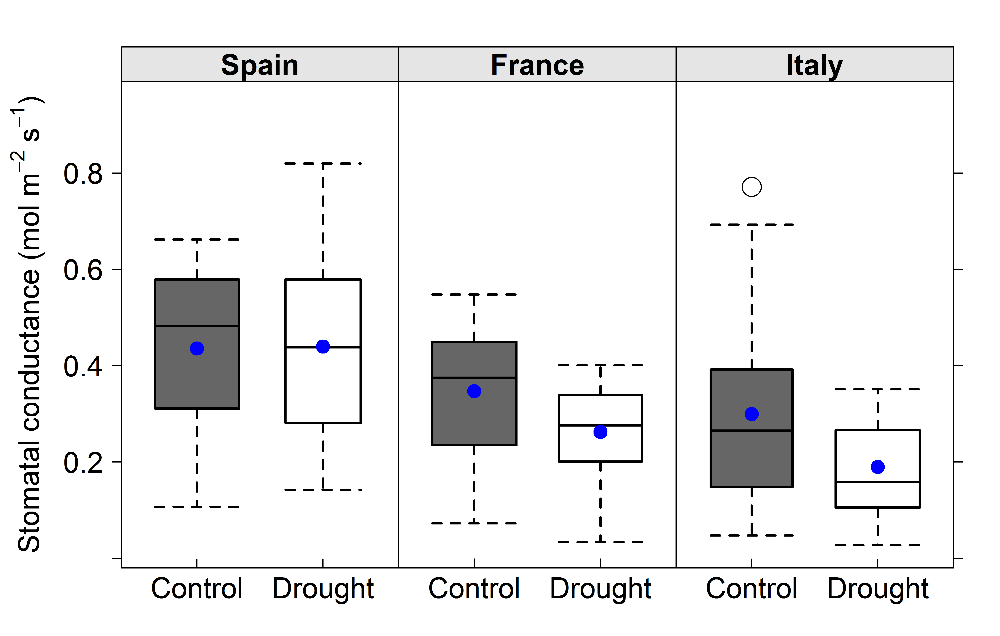 Spain France Italy
Stomatal conductance (mol m⁻² s⁻¹)
0.8
0.6
0.4
0.2
Control Drought Control Drought Control Drought